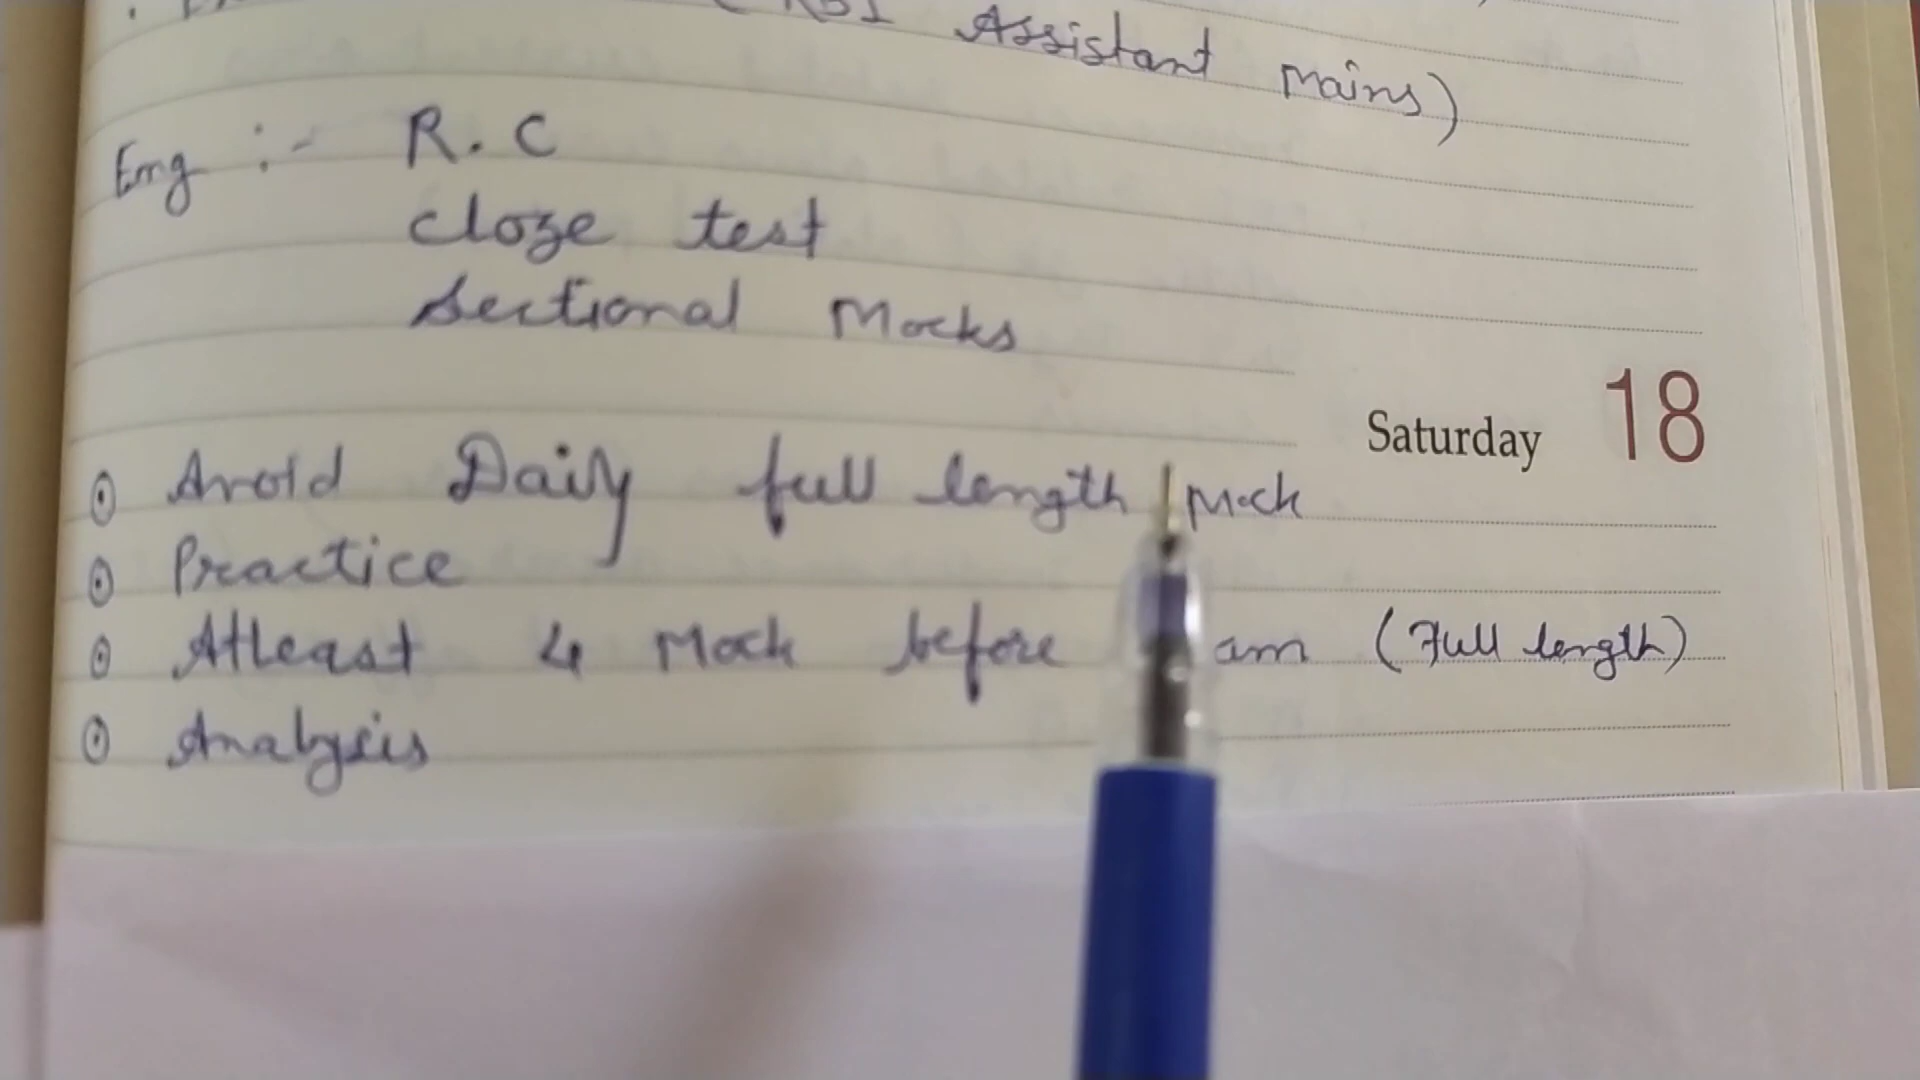 Assistant Mains)
Eng :- R.C
cloze test
Sectional Mocks
Saturday 18
Avoid Daily full length Mock
Practice
Atleast 4 Mock before am (Full length)
Analysis